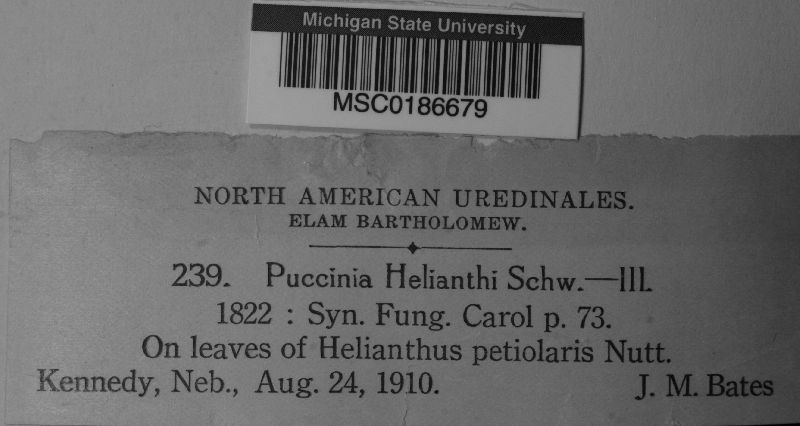 Michigan State University
MSC0186679
NORTH AMERICAN UREDINALES.
ELAM BARTHOLOMEW.
239. Puccinia Helianthi Schw.—III.
1822 : Syn. Fung. Carol p. 73.
On leaves of Helianthus petiolaris Nutt.
Kennedy, Neb., Aug. 24, 1910. J. M. Bates